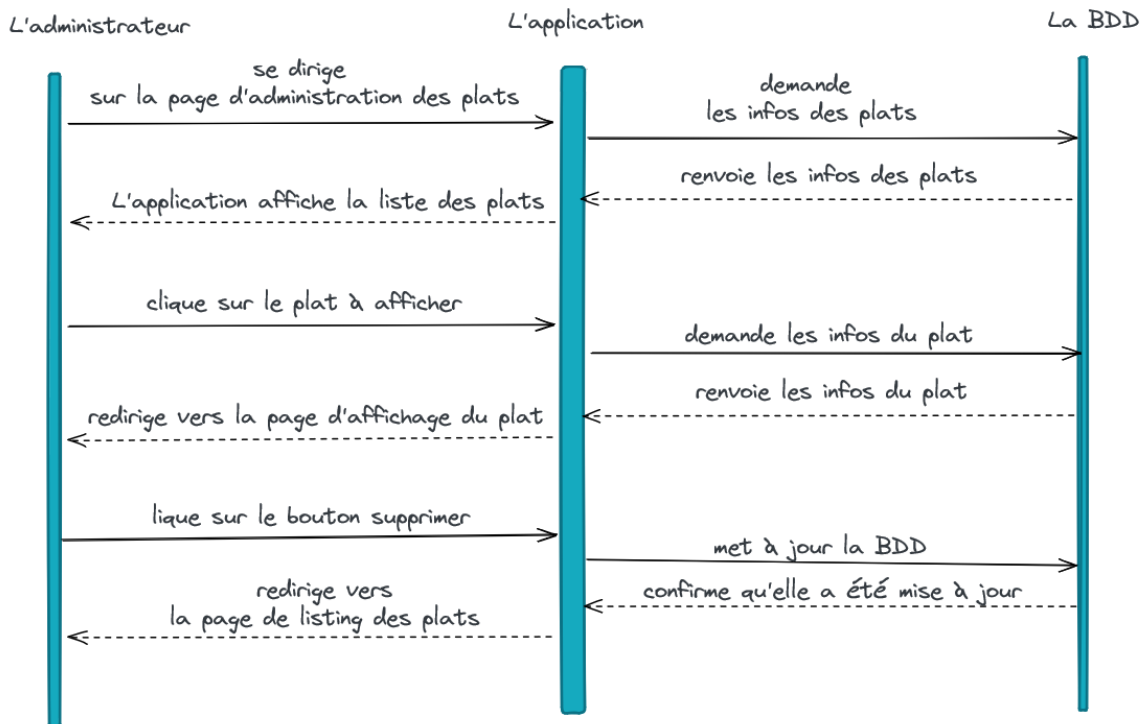 L'administrateur
L'application
La BDD
se dirige
sur la page d'administration des plats
demande
les infos des plats
renvoie les infos des plats
L'application affiche la liste des plats
clique sur le plat à afficher
demande les infos du plat
renvoie les infos du plat
redirige vers la page d'affichage du plat
lique sur le bouton supprimer
met à jour la BDD
confirme qu'elle a été mise à jour
redirige vers
la page de listing des plats